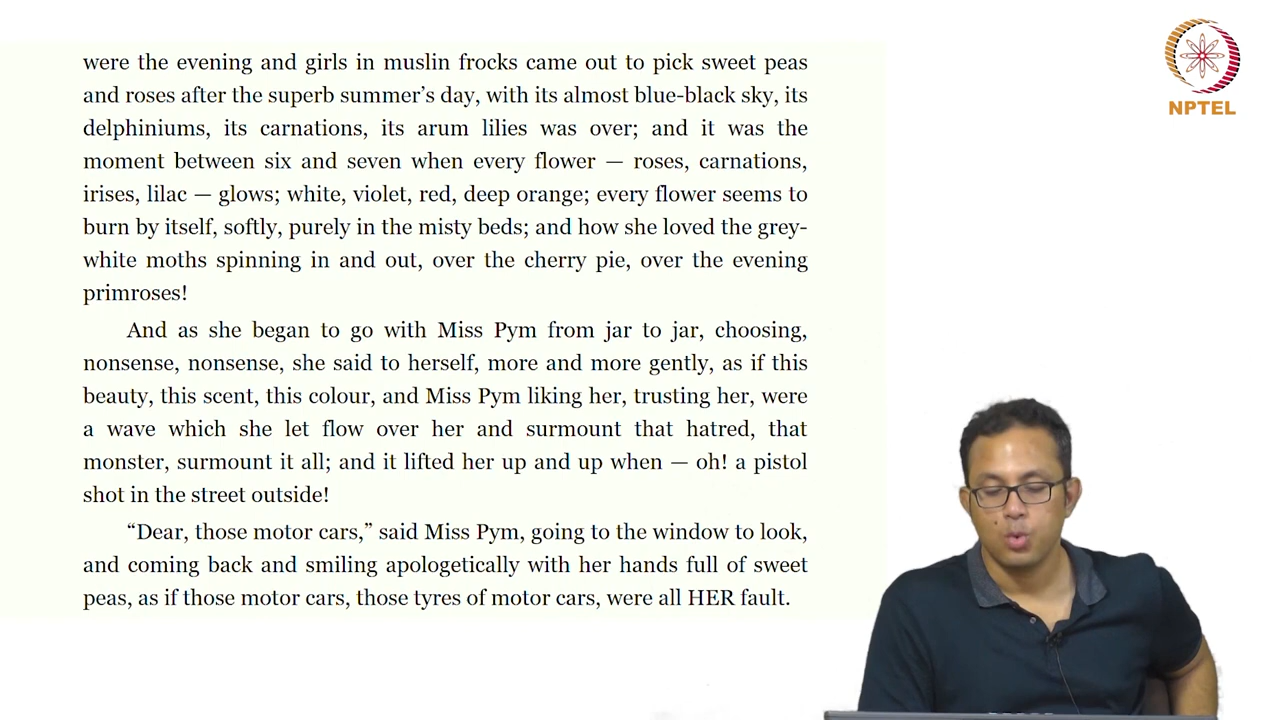 were the evening and girls in muslin frocks came out to pick sweet peas
and roses after the superb summer’s day, with its almost blue-black sky, its
delphiniums, its carnations, its arum lilies was over; and it was the
moment between six and seven when every flower — roses, carnations,
irises, lilac — glows; white, violet, red, deep orange; every flower seems to
burn by itself, softly, purely in the misty beds; and how she loved the grey-
white moths spinning in and out, over the cherry pie, over the evening
primroses!
And as she began to go with Miss Pym from jar to jar, choosing,
nonsense, nonsense, she said to herself, more and more gently, as if this
beauty, this scent, this colour, and Miss Pym liking her, trusting her, were
a wave which she let flow over her and surmount that hatred, that
monster, surmount it all; and it lifted her up and up when — oh! a pistol
shot in the street outside!
“Dear, those motor cars,” said Miss Pym, going to the window to look,
and coming back and smiling apologetically with her hands full of sweet
peas, as if those motor cars, those tyres of motor cars, were all HER fault.
NPTEL